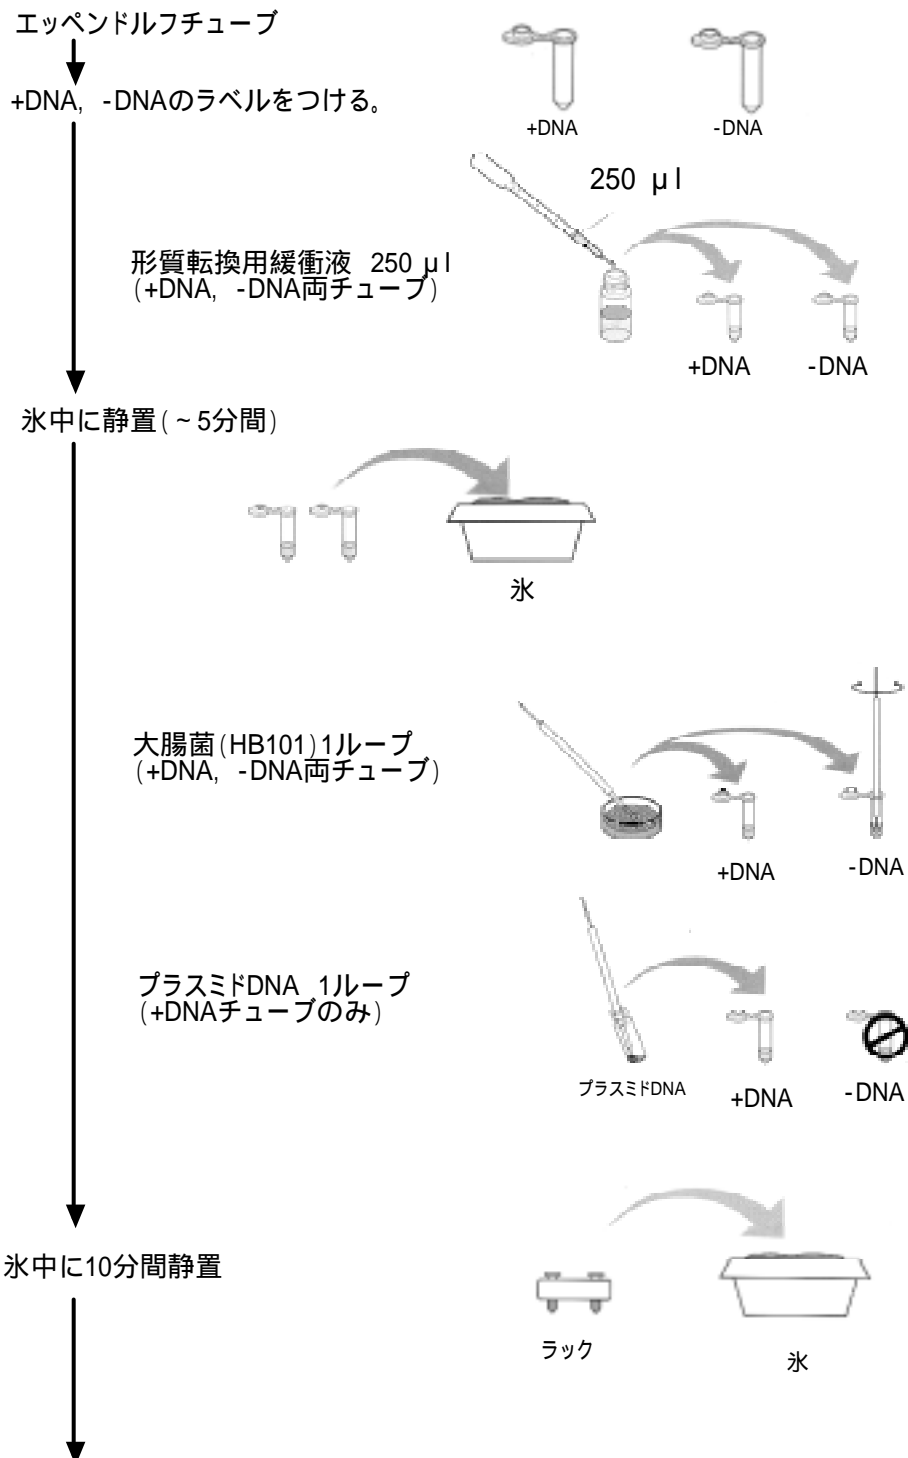 エッペンドルフチューブ
+DNA, -DNAのラベルをつける。
+DNA
-DNA
250 μl
形質転換用緩衝液 250 μl
(+DNA, -DNA両チューブ)
+DNA
-DNA
氷中に静置(~5分間)
氷
大腸菌(HB101)1ループ
(+DNA, -DNA両チューブ)
+DNA
-DNA
プラスミドDNA 1ループ
(+DNAチューブのみ)
プラスミドDNA
+DNA
-DNA
氷中に10分間静置
ラック
氷